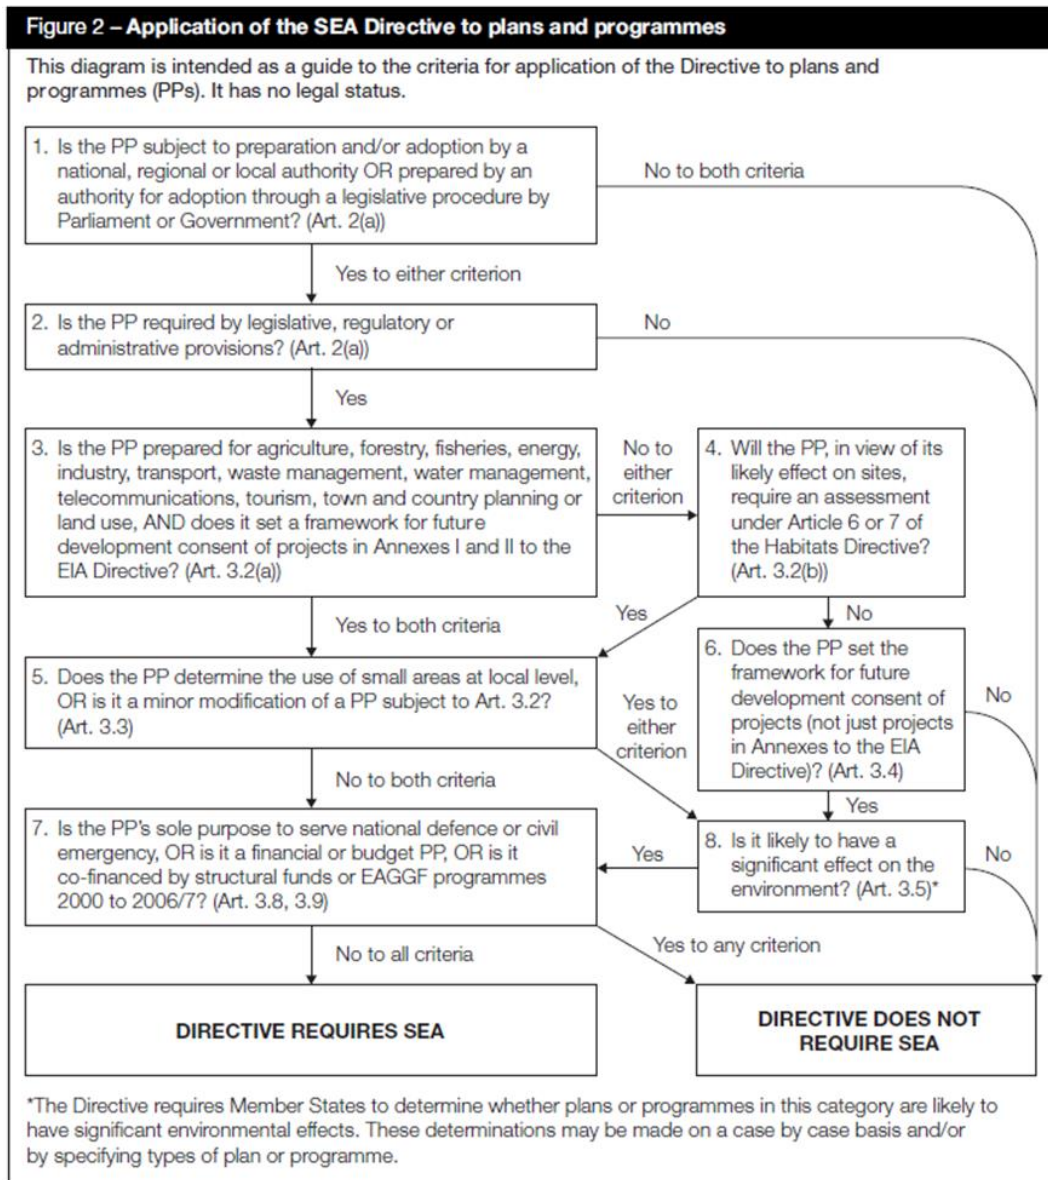 Figure 2 – Application of the SEA Directive to plans and programmes
This diagram is intended as a guide to the criteria for application of the Directive to plans and
programmes (PPs). It has no legal status.
1. Is the PP subject to preparation and/or adoption by a
national, regional or local authority OR prepared by an
authority for adoption through a legislative procedure by
Parliament or Government? (Art. 2(a))
No to both criteria
Yes to either criterion
2. Is the PP required by legislative, regulatory or
administrative provisions? (Art. 2(a))
No
Yes
3. Is the PP prepared for agriculture, forestry, fisheries, energy,
industry, transport, waste management, water management,
telecommunications, tourism, town and country planning or
land use, AND does it set a framework for future
development consent of projects in Annexes I and II to the
EIA Directive? (Art. 3.2(a))
No to
either
criterion
4. Will the PP, in view of its
likely effect on sites,
require an assessment
under Article 6 or 7 of
the Habitats Directive?
(Art. 3.2(b))
Yes to both criteria
Yes
No
5. Does the PP determine the use of small areas at local level,
OR is it a minor modification of a PP subject to Art. 3.2?
(Art. 3.3)
Yes to
either
criterion
6. Does the PP set the
framework for future
development consent of
projects (not just projects
in Annexes to the EIA
Directive)? (Art. 3.4)
No
No to both criteria
Yes
7. Is the PP's sole purpose to serve national defence or civil
emergency, OR is it a financial or budget PP, OR is it
co-financed by structural funds or EAGGF programmes
2000 to 2006/7? (Art. 3.8, 3.9)
Yes
8. Is it likely to have a
significant effect on the
environment? (Art. 3.5)*
No
No to all criteria
Yes to any criterion
DIRECTIVE REQUIRES SEA
DIRECTIVE DOES NOT
REQUIRE SEA
*The Directive requires Member States to determine whether plans or programmes in this category are likely to
have significant environmental effects. These determinations may be made on a case by case basis and/or
by specifying types of plan or programme.